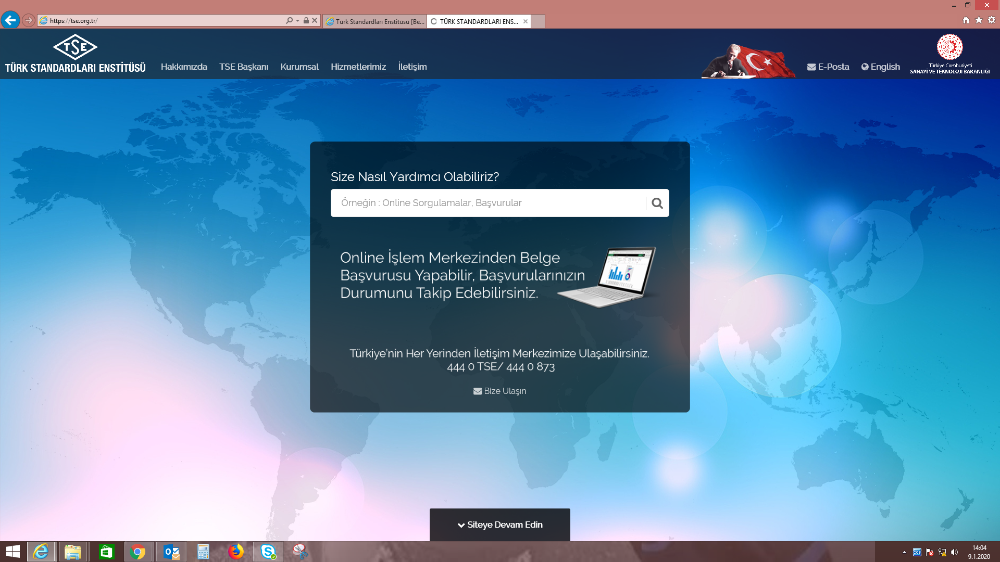 https://tse.org.tr/
Türk Standardları Enstitüsü [Be...
TÜRK STANDARDLARI ENS...
TSE
TÜRK STANDARDLARI ENSTİTÜSÜ
Hakkımızda
TSE Başkanı
Kurumsal
Hizmetlerimiz
İletişim
E-Posta
English
Türkiye Cumhuriyeti
SANAYİ VE TEKNOLOJİ BAKANLIĞI
Size Nasıl Yardımcı Olabiliriz?
Örneğin : Online Sorgulamalar, Başvurular
Online İşlem Merkezinden Belge
Başvurusu Yapabilir, Başvurularınızın
Durumunu Takip Edebilirsiniz.
Türkiye'nin Her Yerinden İletişim Merkezimize Ulaşabilirsiniz.
444 0 TSE/ 444 0 873
Bize Ulaşın
Siteye Devam Edin
14:04
9.1.2020